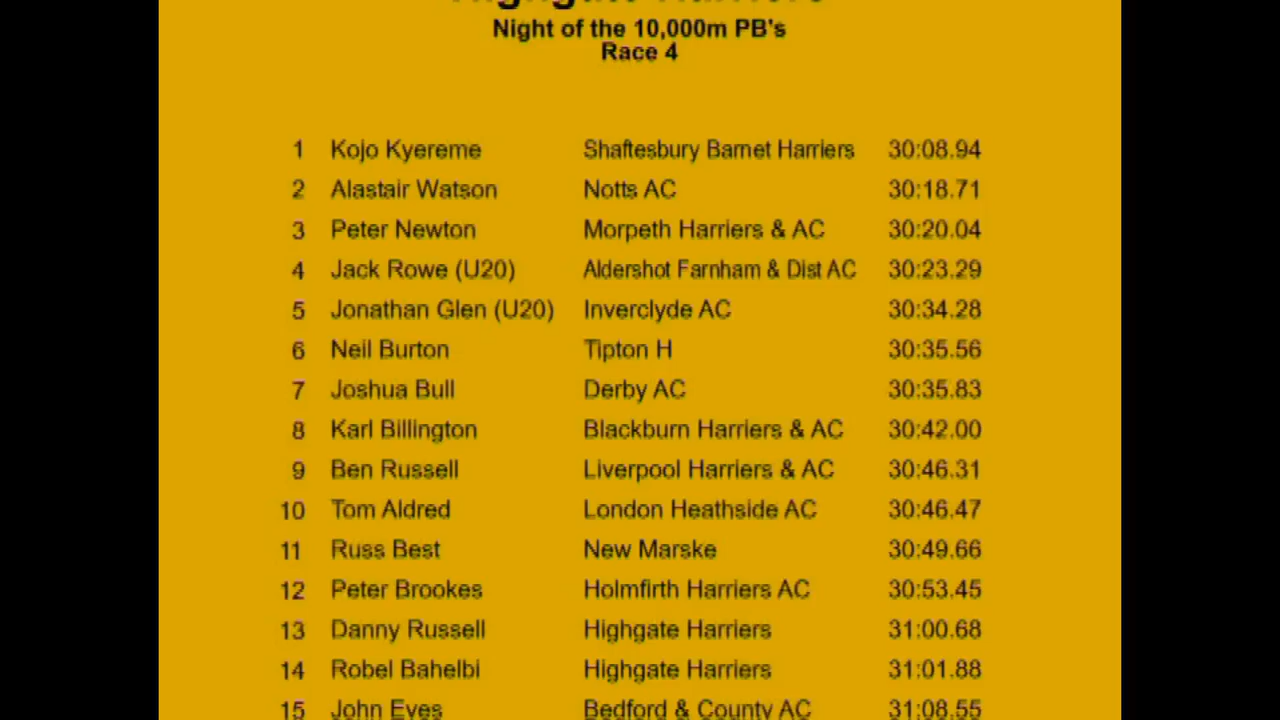 Highgate Harriers
Night of the 10,000m PB's
Race 4
1 Kojo Kyereme Shaftesbury Barnet Harriers 30:08.94
2 Alastair Watson Notts AC 30:18.71
3 Peter Newton Morpeth Harriers & AC 30:20.04
4 Jack Rowe (U20) Aldershot Farnham & Dist AC 30:23.29
5 Jonathan Glen (U20) Inverclyde AC 30:34.28
6 Neil Burton Tipton H 30:35.56
7 Joshua Bull Derby AC 30:35.83
8 Karl Billington Blackburn Harriers & AC 30:42.00
9 Ben Russell Liverpool Harriers & AC 30:46.31
10 Tom Aldred London Heathside AC 30:46.47
11 Russ Best New Marske 30:49.66
12 Peter Brookes Holmfirth Harriers AC 30:53.45
13 Danny Russell Highgate Harriers 31:00.68
14 Robel Bahelbi Highgate Harriers 31:01.88
15 John Eves Bedford & County AC 31:08.55